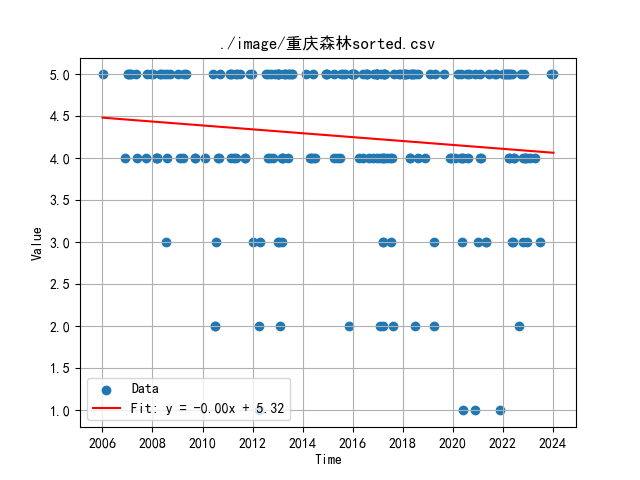 ./image/重庆森林sorted.csv
Value
5.0
4.5
4.0
3.5
3.0
2.5
2.0
1.5
1.0
Data
Fit: y = -0.00x + 5.32
2006 2008 2010 2012 2014 2016 2018 2020 2022 2024
Time